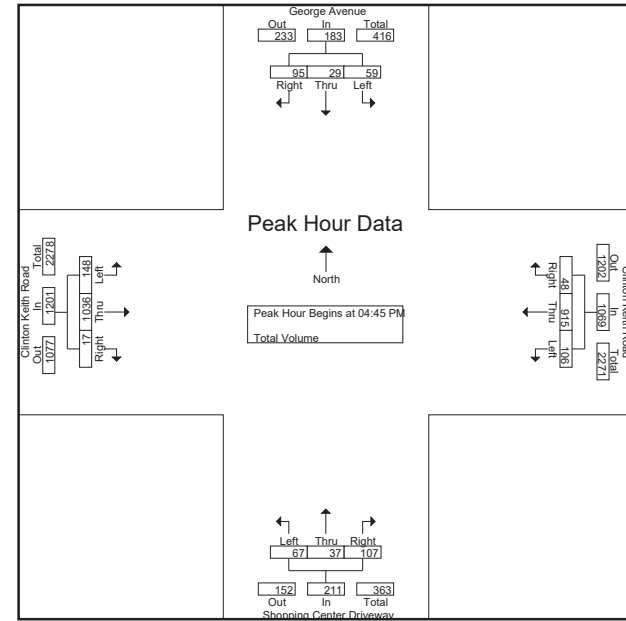 George Avenue
Out In Total
233 183 416
95 29 59
Right Thru Left
Peak Hour Data
North
Peak Hour Begins at 04:45 PM
Total Volume
Clinton Keith Road
Total In Out
2278 1201 1077
148 1036 17
Left Thru Right
Right Thru Left
48 915 106
1202 1069 2271
Out In Total
Clinton Keith Road
Left Thru Right
67 37 107
152 211 363
Out In Total
Shopping Center Driveway